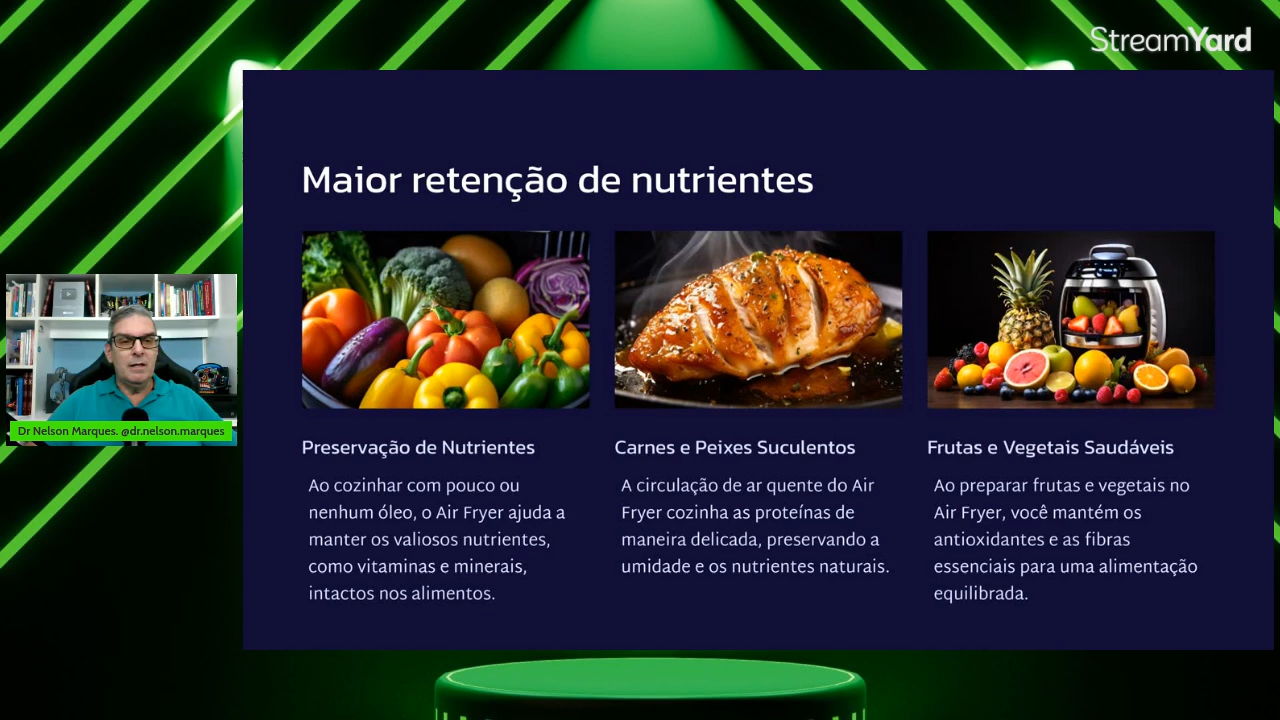 StreamYard
Maior retenção de nutrientes
Preservação de Nutrientes
Ao cozinhar com pouco ou
nenhum óleo, o Air Fryer ajuda a
manter os valiosos nutrientes,
como vitaminas e minerais,
intactos nos alimentos.
Carnes e Peixes Suculentos
A circulação de ar quente do Air
Fryer cozinha as proteínas de
maneira delicada, preservando a
umidade e os nutrientes naturais.
Frutas e Vegetais Saudáveis
Ao preparar frutas e vegetais no
Air Fryer, você mantém os
antioxidantes e as fibras
essenciais para uma alimentação
equilibrada.
Dr Nelson Marques. @dr.nelson.marques